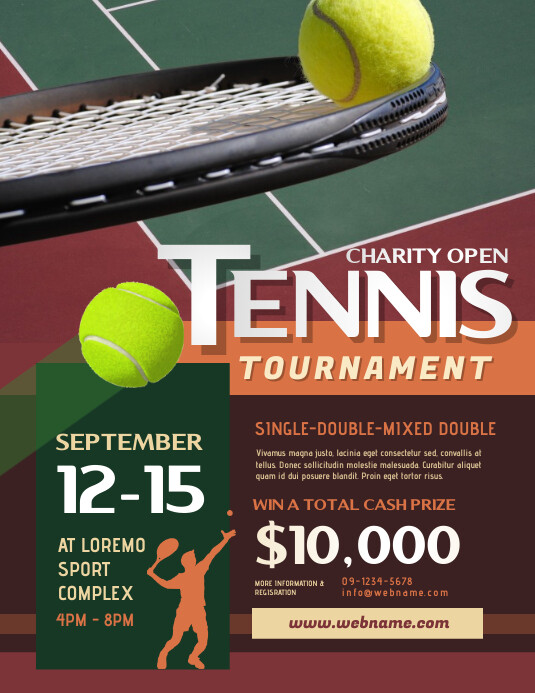 CHARITY OPEN
TENNIS
TOURNAMENT
SEPTEMBER
12-15
AT LOREMO
SPORT
COMPLEX
4PM - 8PM
SINGLE-DOUBLE-MIXED DOUBLE
Vivamus magna justo, lacinia eget consectetur sed, convallis at
tellus. Donec sollicitudin molestie malesuada. Curabitur aliquet
quam id dui posuere blandit. Proin eget tortor risus.
WIN A TOTAL CASH PRIZE
$10,000
MORE INFORMATION &
REGISRATION
09-1234-5678
info@webname.com
www.webname.com